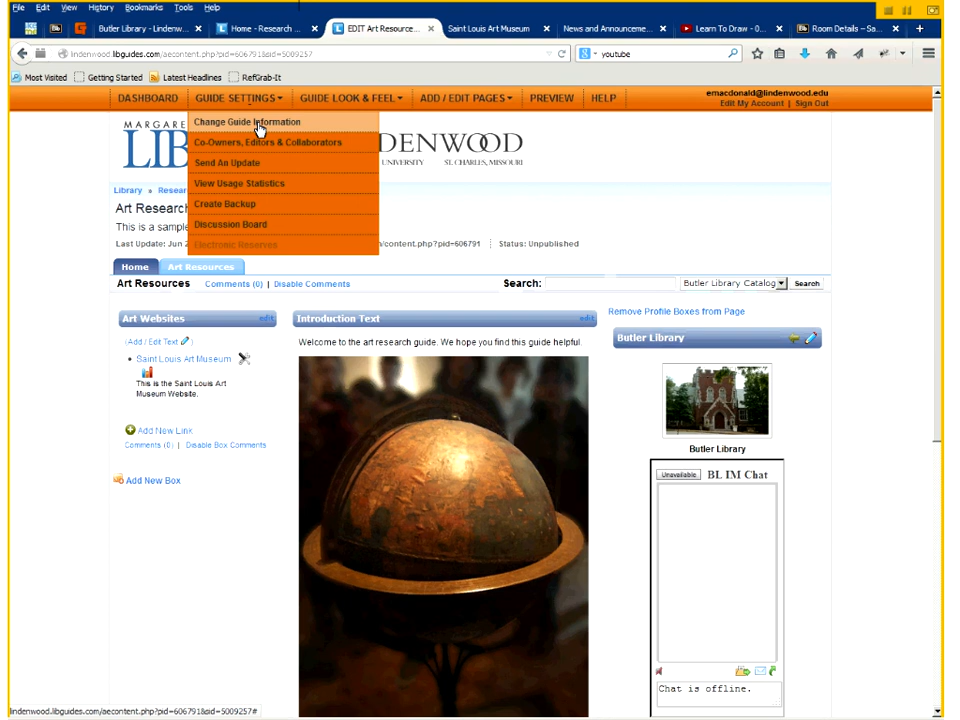 File Edit View History Bookmarks Tools Help
Butler Library - Lindenw... × Home - Research ... × EDIT Art Resource... × Saint Louis Art Museum × News and Announceme... × Learn To Draw - 0... × Room Details -- Sa... × +
lindenwood.libguides.com/aecontent.php?pid=606791&sid=5009257 youtube
Most Visited Getting Started Latest Headlines RefGrab-It
DASHBOARD GUIDE SETTINGS GUIDE LOOK & FEEL ADD / EDIT PAGES PREVIEW HELP
emacdonald@lindenwood.edu
Edit My Account | Sign Out
Change Guide Information
Co-Owners, Editors & Collaborators
Send An Update
View Usage Statistics
Create Backup
Discussion Board
Electronic Reserves
MARGARE
LIB NDENWOOD
UNIVERSITY ST. CHARLES, MISSOURI
Library » Resear
Art Research
This is a sample
Last Update: Jun 2 n/content.php?pid=606791 Status: Unpublished
Home Art Resources
Art Resources Comments (0) | Disable Comments Search: Butler Library Catalog Search
Art Websites edit
(Add / Edit Text )
• Saint Louis Art Museum
This is the Saint Louis Art
Museum Website.
Add New Link
Comments (0) | Disable Box Comments
Add New Box
Introduction Text edit
Welcome to the art research guide. We hope you find this guide helpful.
Remove Profile Boxes from Page
Butler Library
Butler Library
Unavailable BL IM Chat
Chat is offline.
lindenwood.libguides.com/aecontent.php?pid=606791&sid=5009257#